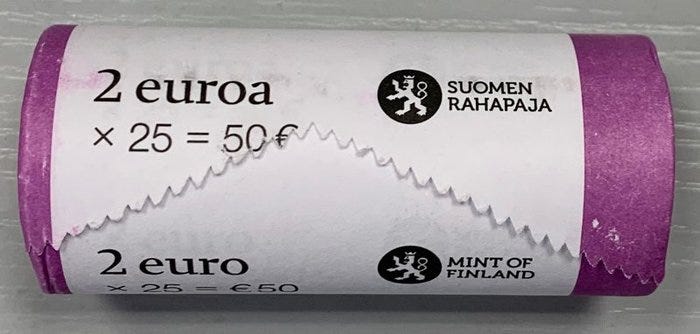 2 euroa
× 25 = 50 €
SUOMEN
RAHAPAJA
2 euro
× 25 = €50
MINT OF
FINLAND